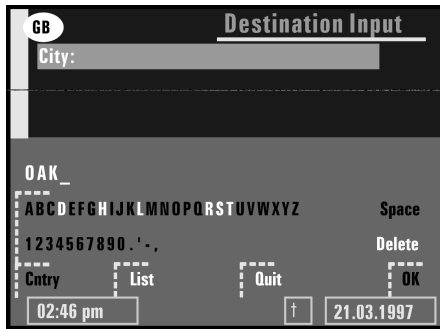 GB
Destination Input
City:
OAK_
ABCDEFGHIJKLMNOPQRSTUVWXYZ Space
1234567890.'-, Delete
Cntry List Quit OK
02:46 pm † 21.03.1997